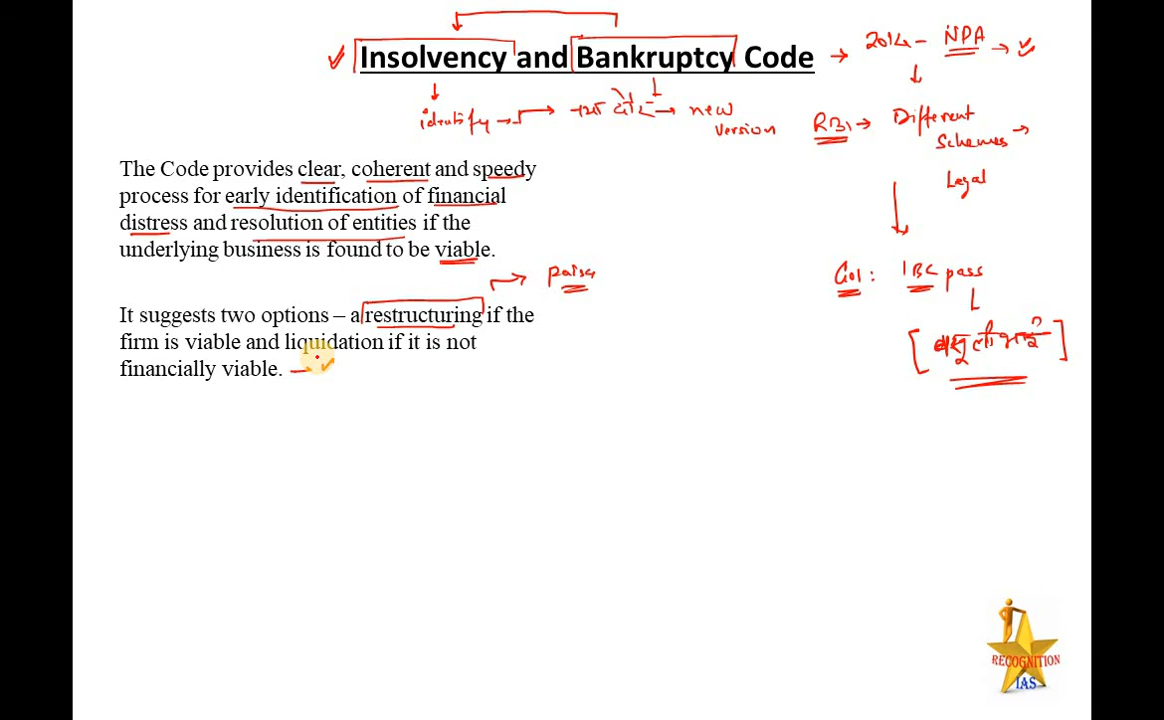 Insolvency and Bankruptcy Code → 2014 - NPA →
identify → → new
version
RBI → Different
Schemes →
Legal
The Code provides clear, coherent and speedy
process for early identification of financial
distress and resolution of entities if the
underlying business is found to be viable.
GOI : IBC pass
It suggests two options – a restructuring if the
firm is viable and liquidation if it is not
financially viable.
RECOGNITION
IAS